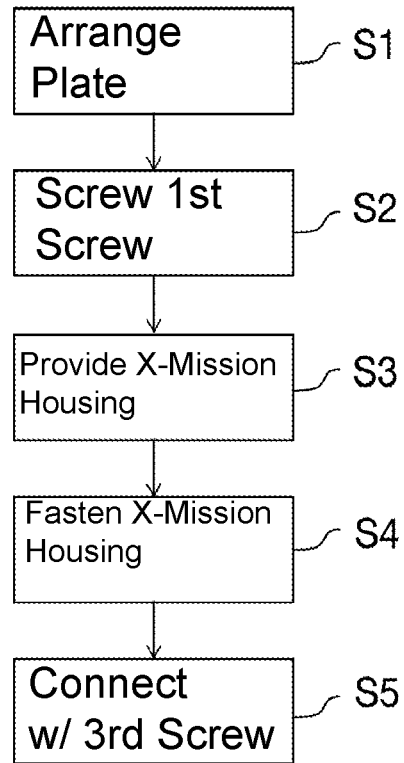 Arrange
Plate
S1
Screw 1st
Screw
S2
Provide X-Mission
Housing
S3
Fasten X-Mission
Housing
S4
Connect
w/ 3rd Screw
S5